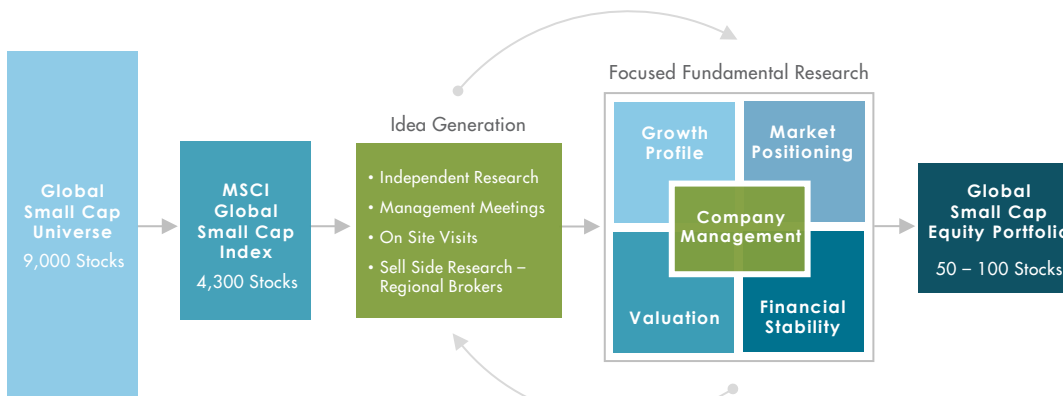 Global
Small Cap
Universe
9,000 Stocks
MSCI
Global
Small Cap
Index
4,300 Stocks
Idea Generation
• Independent Research
• Management Meetings
• On Site Visits
• Sell Side Research –
Regional Brokers
Focused Fundamental Research
Growth
Profile
Market
Positioning
Company
Management
Valuation
Financial
Stability
Global
Small Cap
Equity Portfolio
50 – 100 Stocks